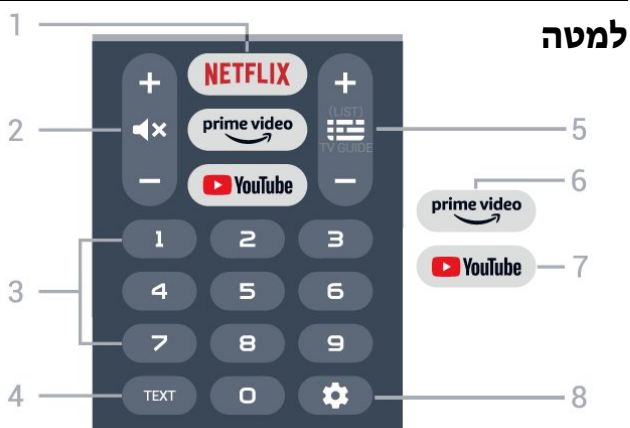 למטה
1
NETFLIX
+ +
2
prime video
(LIST)
TV GUIDE
5
- -
YouTube
6
prime video
1 2 3
3
4 5 6
YouTube
7
7 8 9
4
TEXT 0
8